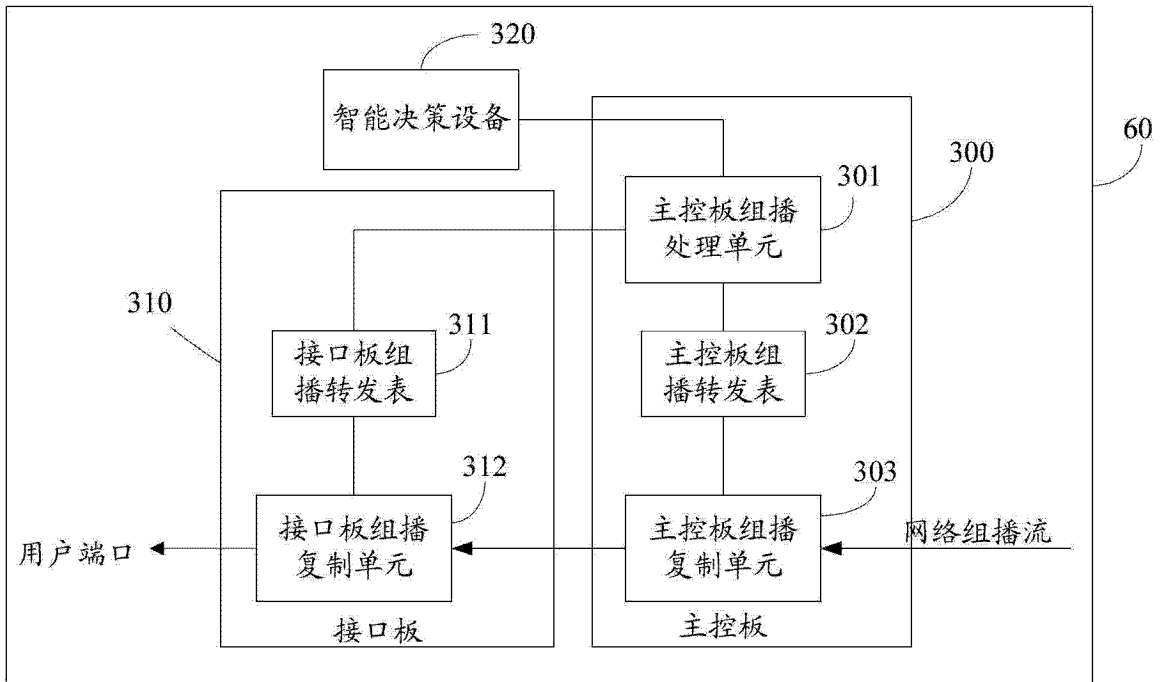 320
智能决策设备
60
300
301
主控板组播
处理单元
310
311
接口板组
播转发表
302
主控板组
播转发表
312
接口板组播
复制单元
303
主控板组播
复制单元
网络组播流
用户端口
接口板
主控板